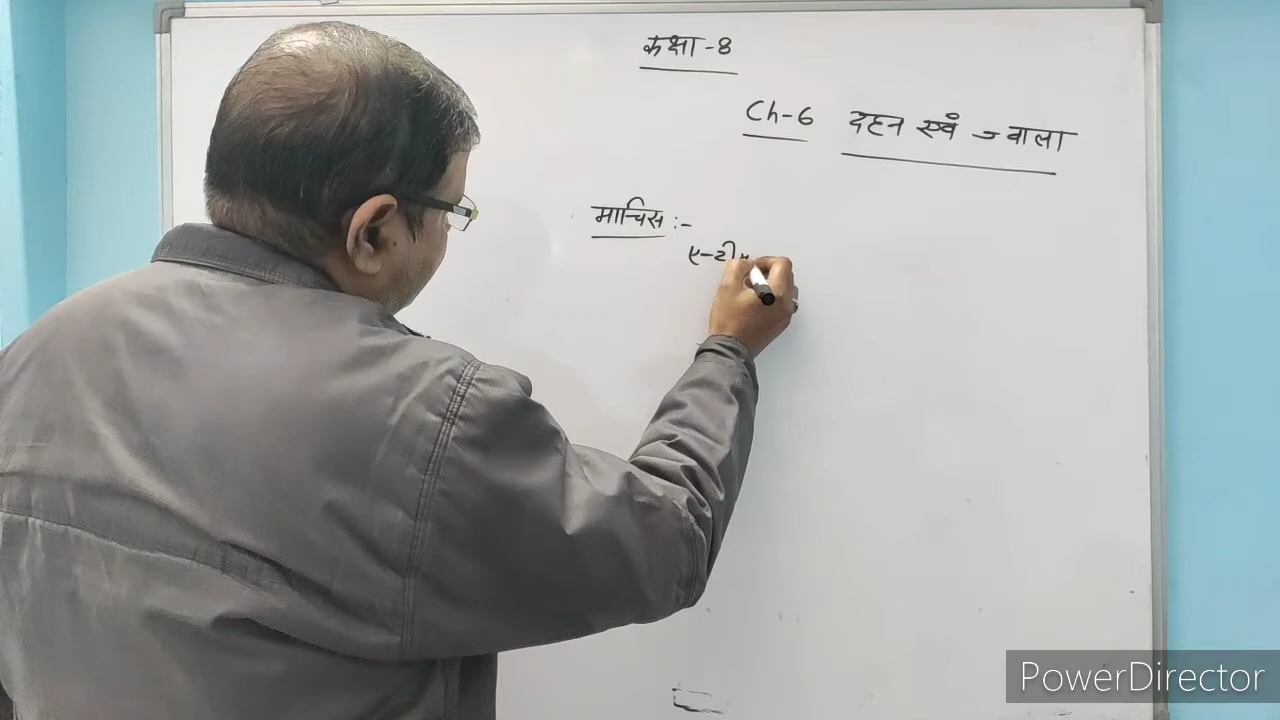 कक्षा -8
Ch-6 दहन एवं ज्वाला
माचिस :-
PowerDirector